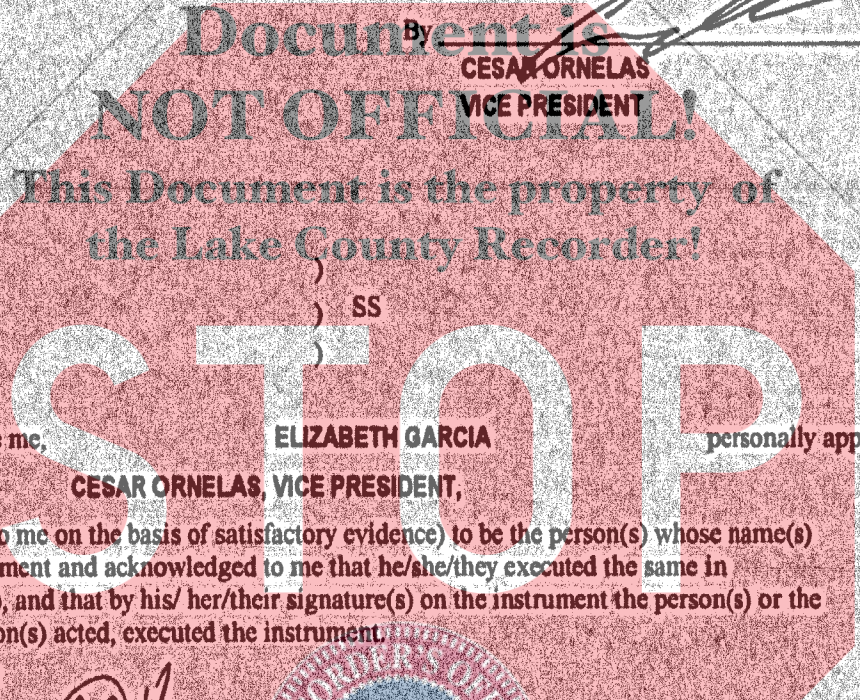 Document is
By
CESAR ORNELAS
NOT OFFICIAL!
VICE PRESIDENT
This Document is the property of
the Lake County Recorder!
)
) SS
)
STOP
me, ELIZABETH GARCIA personally app
CESAR ORNELAS, VICE PRESIDENT,
o me on the basis of satisfactory evidence) to be the person(s) whose name(s)
ment and acknowledged to me that he/she/they executed the same in
, and that by his/ her/their signature(s) on the instrument the person(s) or the
on(s) acted, executed the instrument.
ORDER'S OF